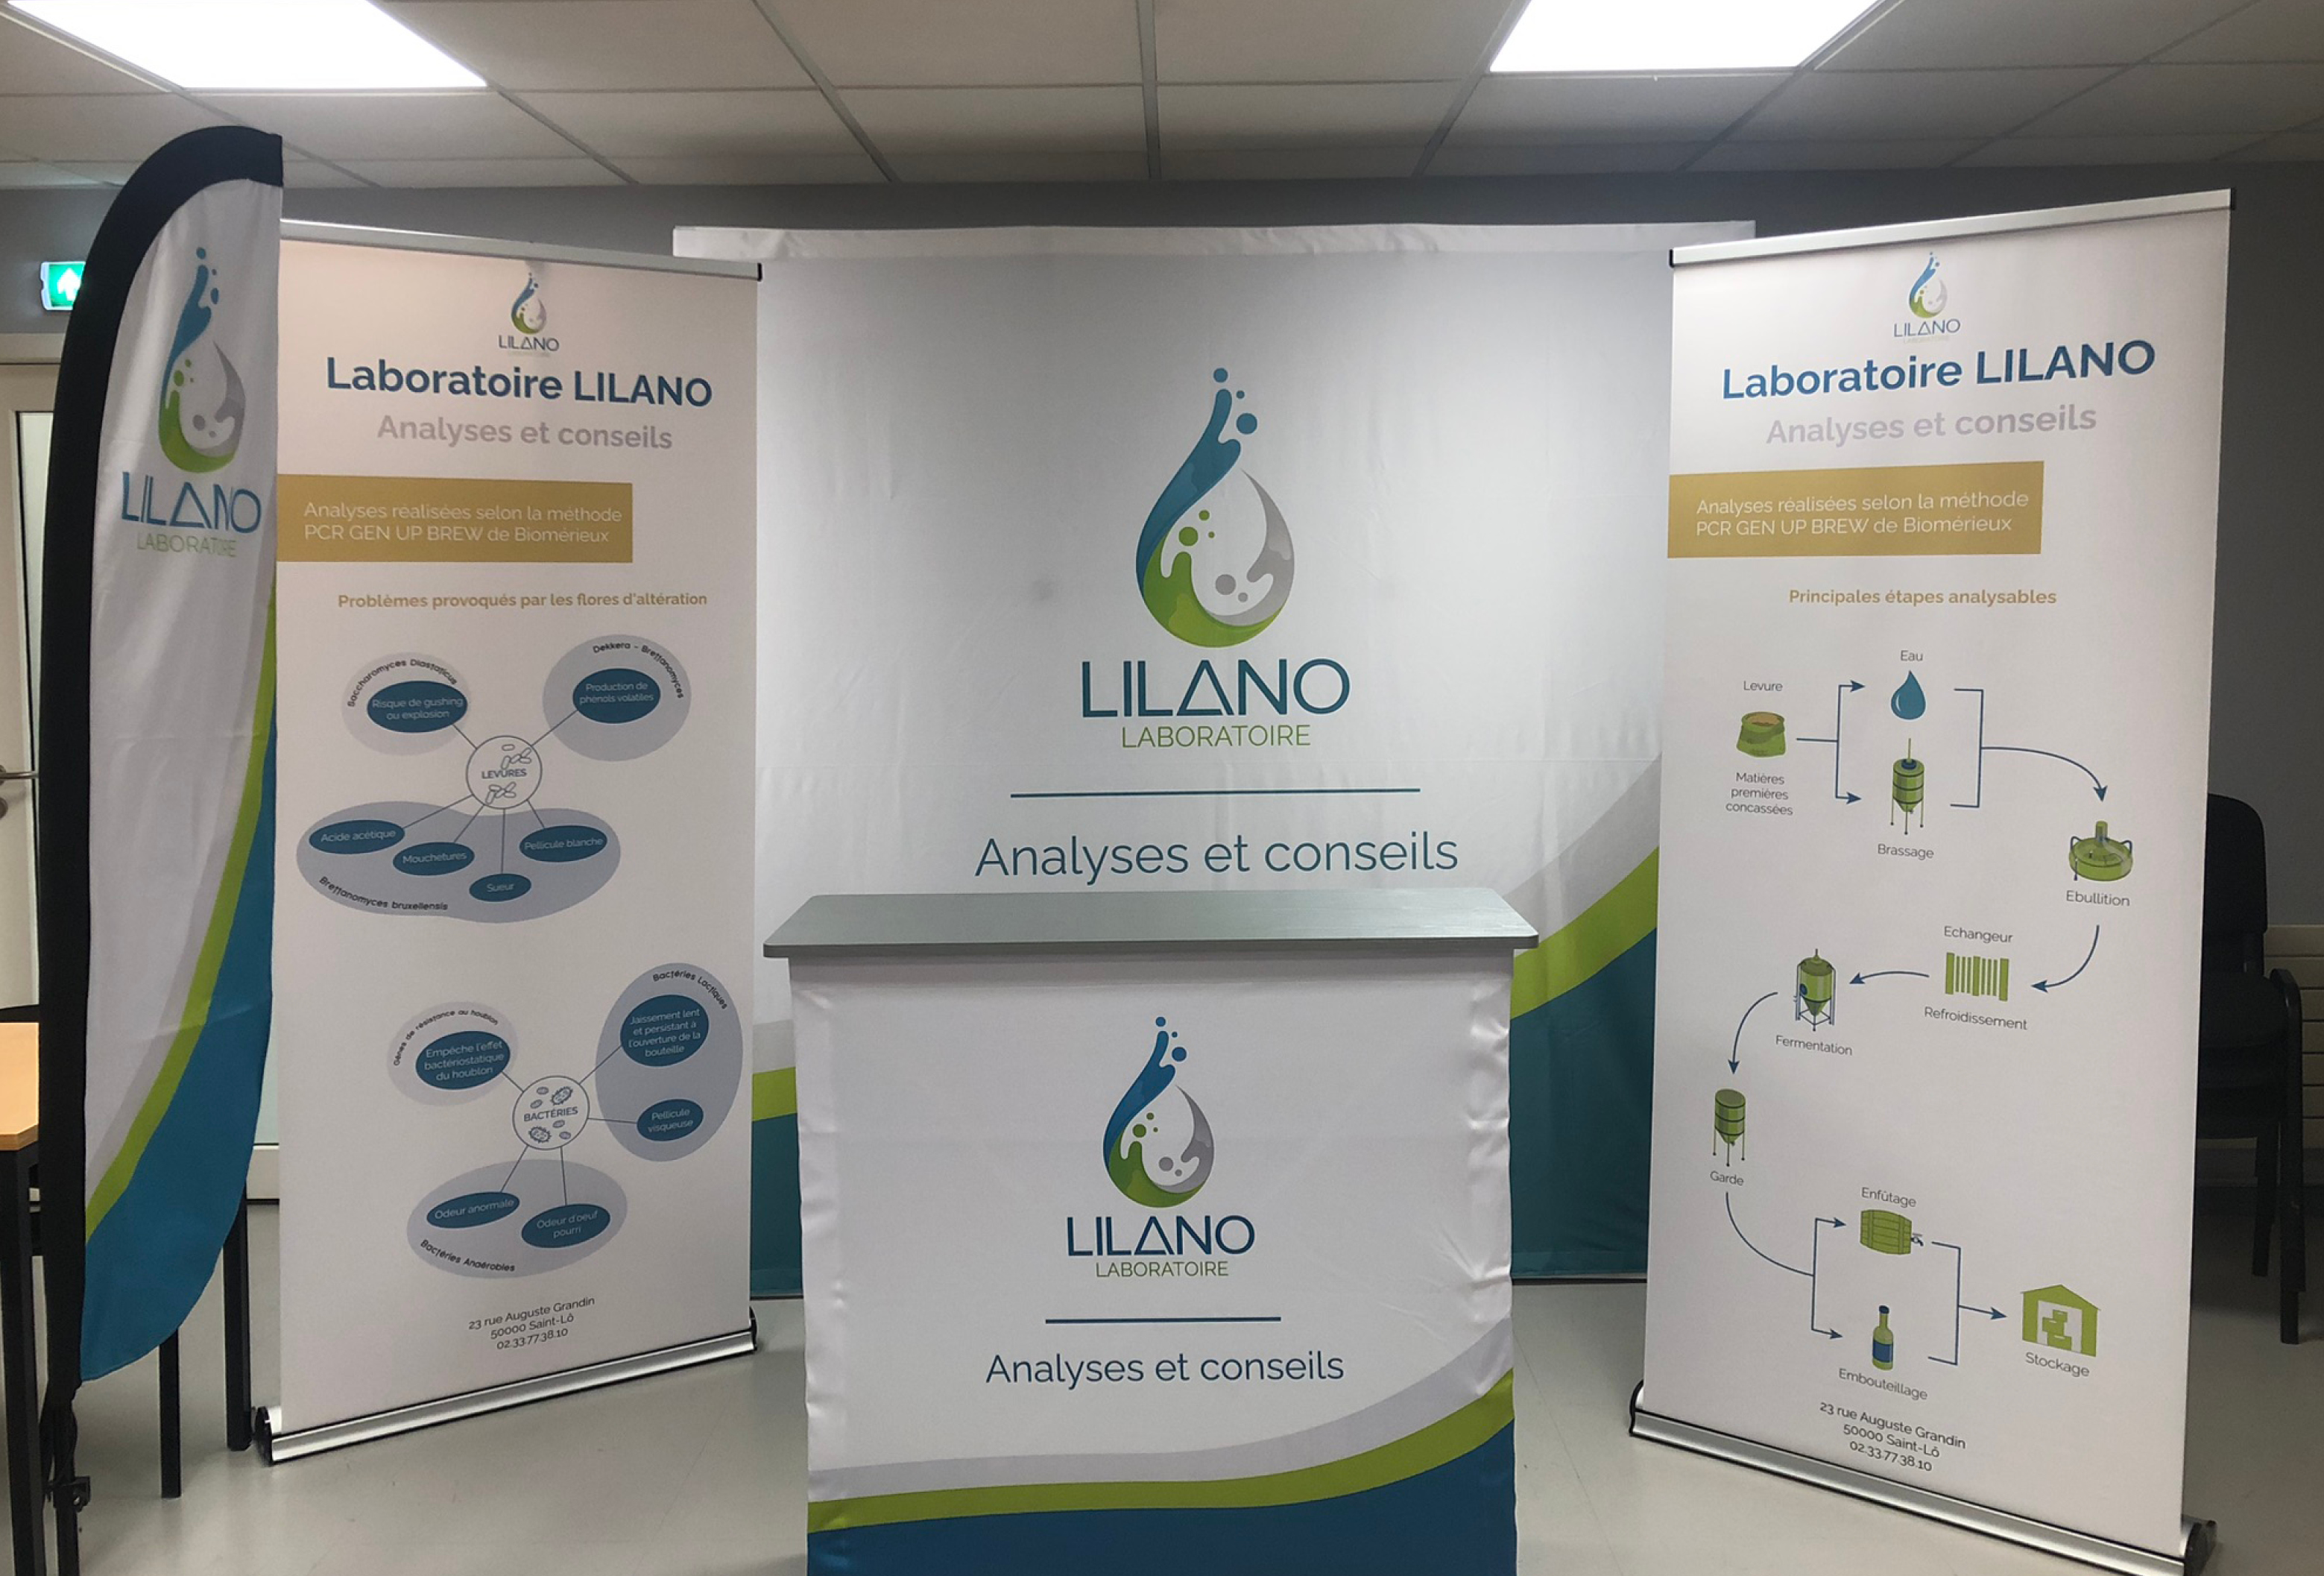 LILANO
LABORATOIRE
LILANO
Laboratoire LILANO
Analyses et conseils
Analyses réalisées selon la méthode
PCR GEN UP BREW de Biomérieux
Problèmes provoqués par les flores d'altération
Saccharomyces Diastaticus
Risque de gushing
ou explosion
Dekkera - Brettanomyces
Production de
phénols volatiles
LEVURES
Acide acétique
Mouchetures
Sueur
Pellicule blanche
Brettanomyces bruxellensis
Gènes de résistance au houblon
Empêche l'effet
bactériostatique
du houblon
Bactéries Lactiques
Jaissement lent
et persistant à
l'ouverture de la
bouteille
BACTÉRIES
Pellicule
visqueuse
Odeur anormale
Odeur d'oeuf
pourri
Bactéries Anaérobies
23 rue Auguste Grandin
50000 Saint-Lô
02.33.77.38.10
LILANO
LABORATOIRE
Analyses et conseils
LILANO
LABORATOIRE
Analyses et conseils
LILANO
Laboratoire LILANO
Analyses et conseils
Analyses réalisées selon la méthode
PCR GEN UP BREW de Biomérieux
Principales étapes analysables
Eau
Levure
Matières
premières
concassées
Brassage
Ebullition
Echangeur
Refroidissement
Fermentation
Garde
Enfûtage
Embouteillage
Stockage
23 rue Auguste Grandin
50000 Saint-Lô
02.33.77.38.10